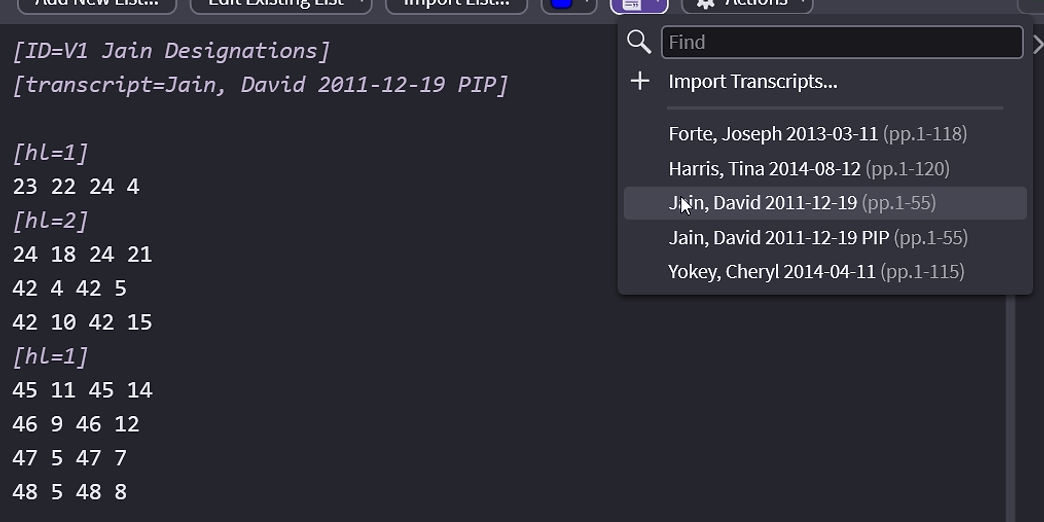 Add New List...
Edit Existing List
Import List...
Actions
[ID=V1 Jain Designations]
[transcript=Jain, David 2011-12-19 PIP]
[hl=1]
23 22 24 4
[hl=2]
24 18 24 21
42 4 42 5
42 10 42 15
[hl=1]
45 11 45 14
46 9 46 12
47 5 47 7
48 5 48 8
Find
Import Transcripts...
Forte, Joseph 2013-03-11 (pp.1-118)
Harris, Tina 2014-08-12 (pp.1-120)
Jain, David 2011-12-19 (pp.1-55)
Jain, David 2011-12-19 PIP (pp.1-55)
Yokey, Cheryl 2014-04-11 (pp.1-115)